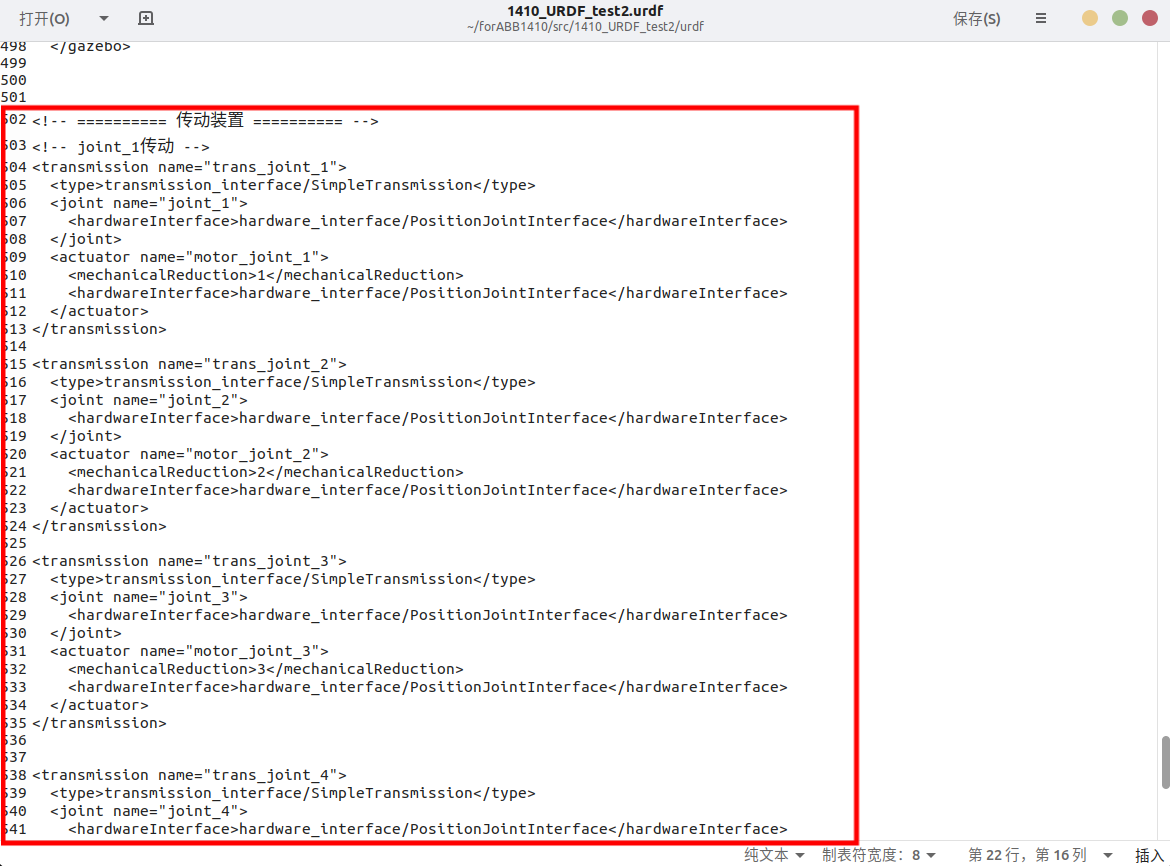 打开(O)
1410_URDF_test2.urdf
~/forABB1410/src/1410_URDF_test2/urdf
保存(S)
498   </gazebo>
499
500
501
502 <!-- ========== 传动装置 ========== -->
503 <!-- joint_1传动 -->
504 <transmission name="trans_joint_1">
505   <type>transmission_interface/SimpleTransmission</type>
506   <joint name="joint_1">
507     <hardwareInterface>hardware_interface/PositionJointInterface</hardwareInterface>
508   </joint>
509   <actuator name="motor_joint_1">
510     <mechanicalReduction>1</mechanicalReduction>
511     <hardwareInterface>hardware_interface/PositionJointInterface</hardwareInterface>
512   </actuator>
513 </transmission>
514
515 <transmission name="trans_joint_2">
516   <type>transmission_interface/SimpleTransmission</type>
517   <joint name="joint_2">
518     <hardwareInterface>hardware_interface/PositionJointInterface</hardwareInterface>
519   </joint>
520   <actuator name="motor_joint_2">
521     <mechanicalReduction>2</mechanicalReduction>
522     <hardwareInterface>hardware_interface/PositionJointInterface</hardwareInterface>
523   </actuator>
524 </transmission>
525
526 <transmission name="trans_joint_3">
527   <type>transmission_interface/SimpleTransmission</type>
528   <joint name="joint_3">
529     <hardwareInterface>hardware_interface/PositionJointInterface</hardwareInterface>
530   </joint>
531   <actuator name="motor_joint_3">
532     <mechanicalReduction>3</mechanicalReduction>
533     <hardwareInterface>hardware_interface/PositionJointInterface</hardwareInterface>
534   </actuator>
535 </transmission>
536
537
538 <transmission name="trans_joint_4">
539   <type>transmission_interface/SimpleTransmission</type>
540   <joint name="joint_4">
541     <hardwareInterface>hardware_interface/PositionJointInterface</hardwareInterface>
纯文本 制表符宽度: 8 第 22 行, 第 16 列 插入